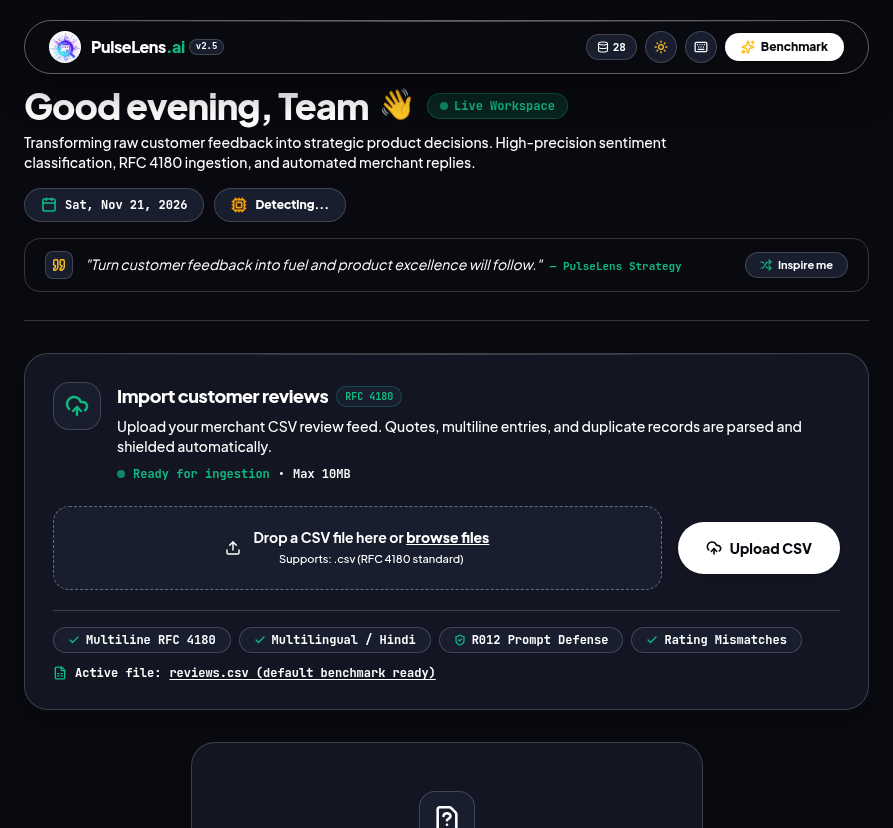 PulseLens.ai v2.5
28
Benchmark
Good evening, Team 👋
Live Workspace
Transforming raw customer feedback into strategic product decisions. High-precision sentiment
classification, RFC 4180 ingestion, and automated merchant replies.
Sat, Nov 21, 2026
Detecting...
"Turn customer feedback into fuel and product excellence will follow." — PulseLens Strategy
Inspire me
Import customer reviews
RFC 4180
Upload your merchant CSV review feed. Quotes, multiline entries, and duplicate records are parsed and
shielded automatically.
Ready for ingestion • Max 10MB
Drop a CSV file here or browse files
Supports: .csv (RFC 4180 standard)
Upload CSV
Multiline RFC 4180
Multilingual / Hindi
R012 Prompt Defense
Rating Mismatches
Active file: reviews.csv (default benchmark ready)